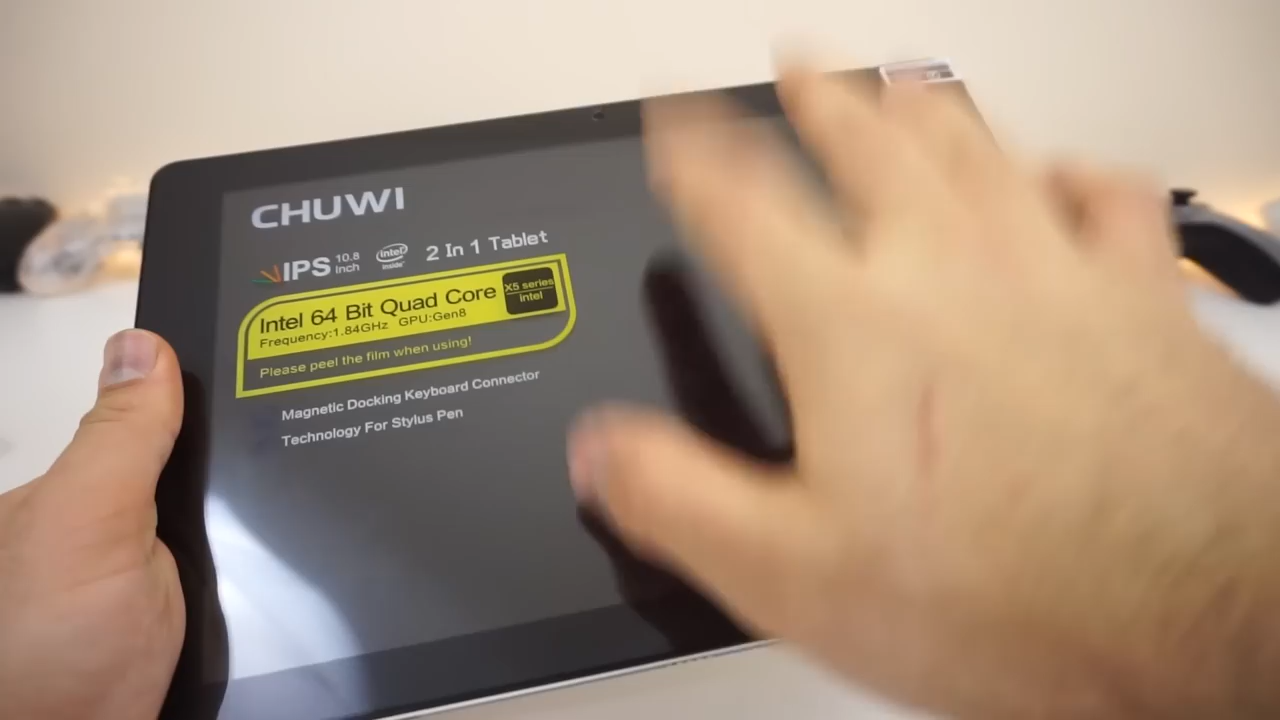 CHUWI
IPS 10.8 Inch intel inside 2 In 1 Tablet
Intel 64 Bit Quad Core X5 series intel
Frequency:1.84GHz GPU:Gen8
Please peel the film when using!
Magnetic Docking Keyboard Connector
Technology For Stylus Pen